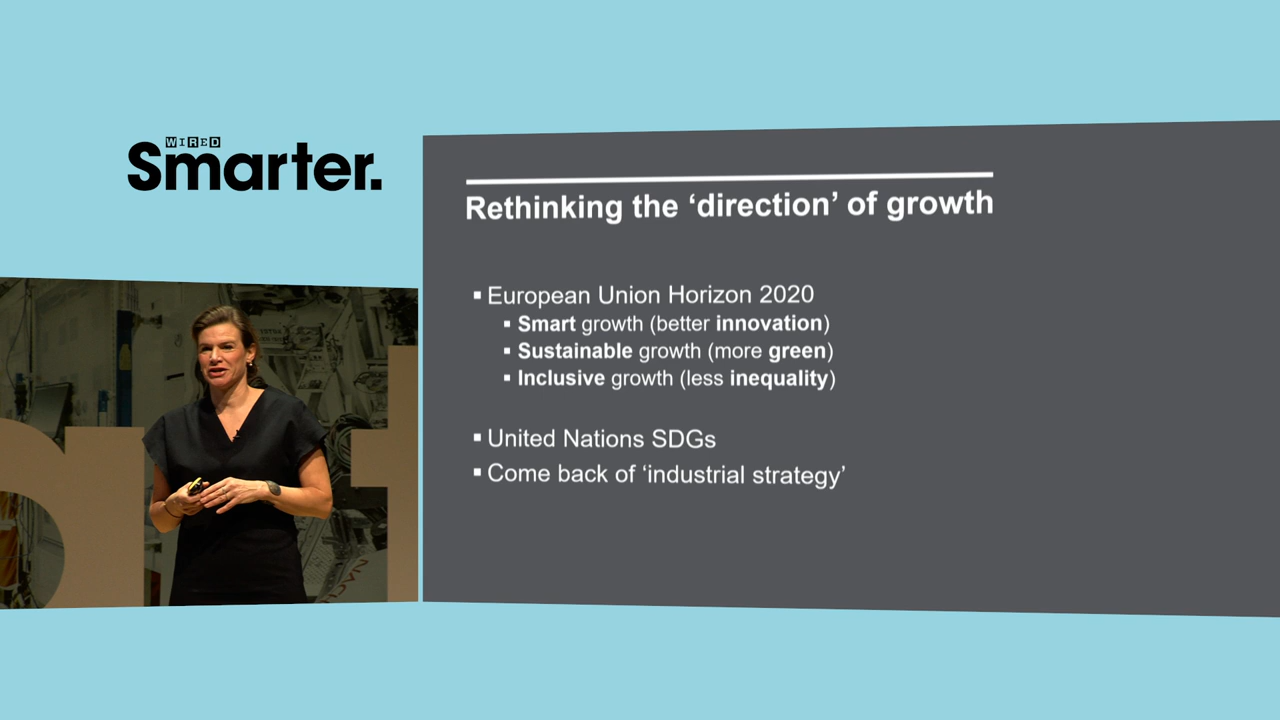 WIRED
Smarter.
Rethinking the ‘direction’ of growth
▪ European Union Horizon 2020
▪ Smart growth (better innovation)
▪ Sustainable growth (more green)
▪ Inclusive growth (less inequality)
▪ United Nations SDGs
▪ Come back of ‘industrial strategy’